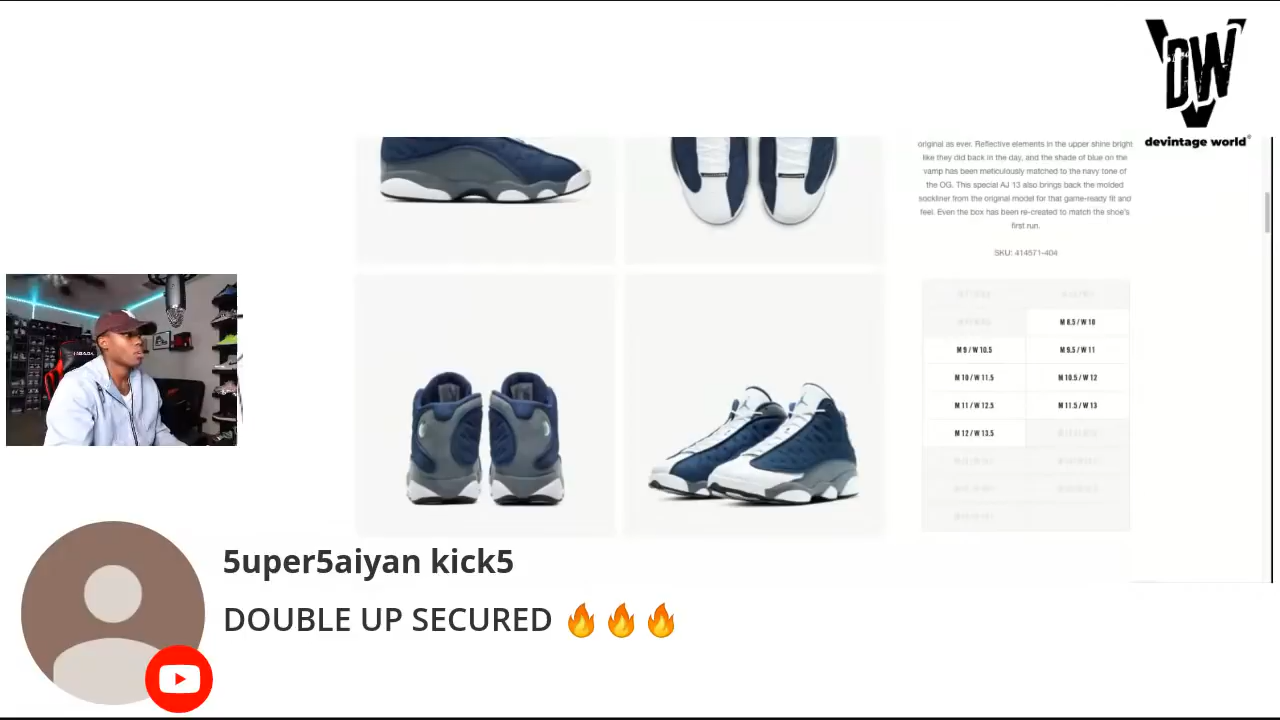 DW
devintage world®
original as ever. Reflective elements in the upper shine bright
like they did back in the day, and the shade of blue on the
vamp has been meticulously matched to the navy tone of
the OG. This special AJ 13 also brings back the molded
sockliner from the original model for that game-ready fit and
feel. Even the box has been re-created to match the shoe's
first run.
SKU: 414571-404
M 8.5 / W 10
M 9 / W 10.5
M 9.5 / W 11
M 10 / W 11.5
M 10.5 / W 12
M 11 / W 12.5
M 11.5 / W 13
M 12 / W 13.5
5uper5aiyan kick5
DOUBLE UP SECURED 🔥🔥🔥